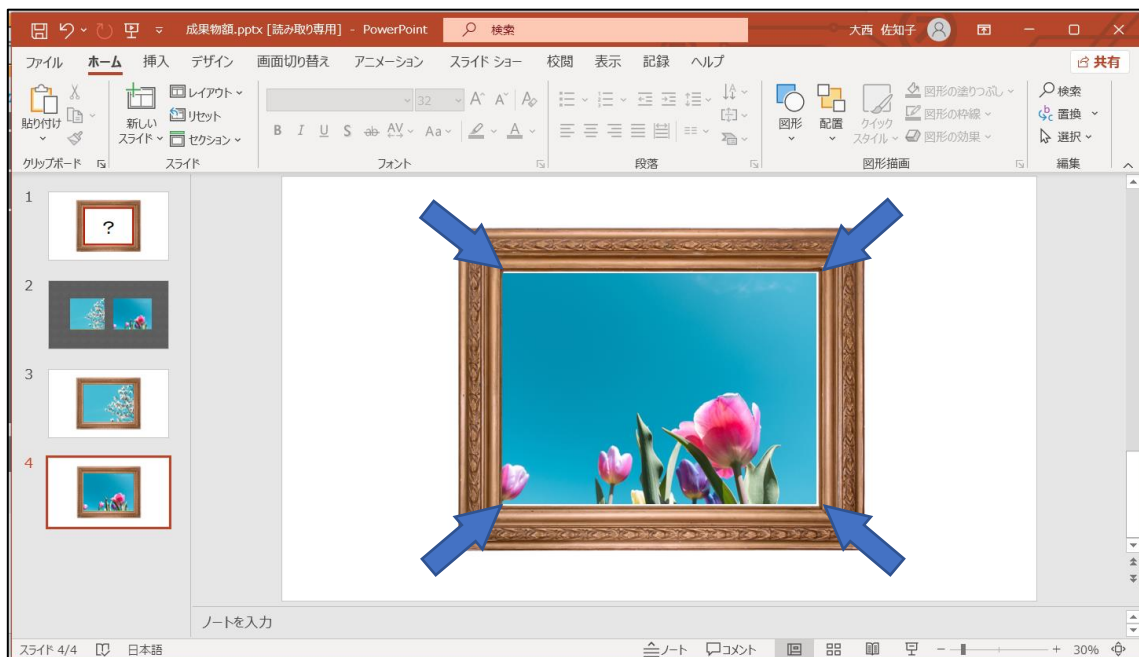 成果物額.pptx [読み取り専用] - PowerPoint 検索 大西 佐知子
ファイル ホーム 挿入 デザイン 画面切り替え アニメーション スライド ショー 校閲 表示 記録 ヘルプ 共有
貼り付け
新しい
スライド
レイアウト
リセット
セクション
32
A A A
B I U S ab AV Aa A
図形
配置
クイック
スタイル
図形の塗りつぶし
図形の枠線
図形の効果
検索
置換
選択
クリップボード スライド フォント 段落 図形描画 編集
1
?
2
3
4
ノートを入力
スライド 4/4 日本語 ノート コメント 30%